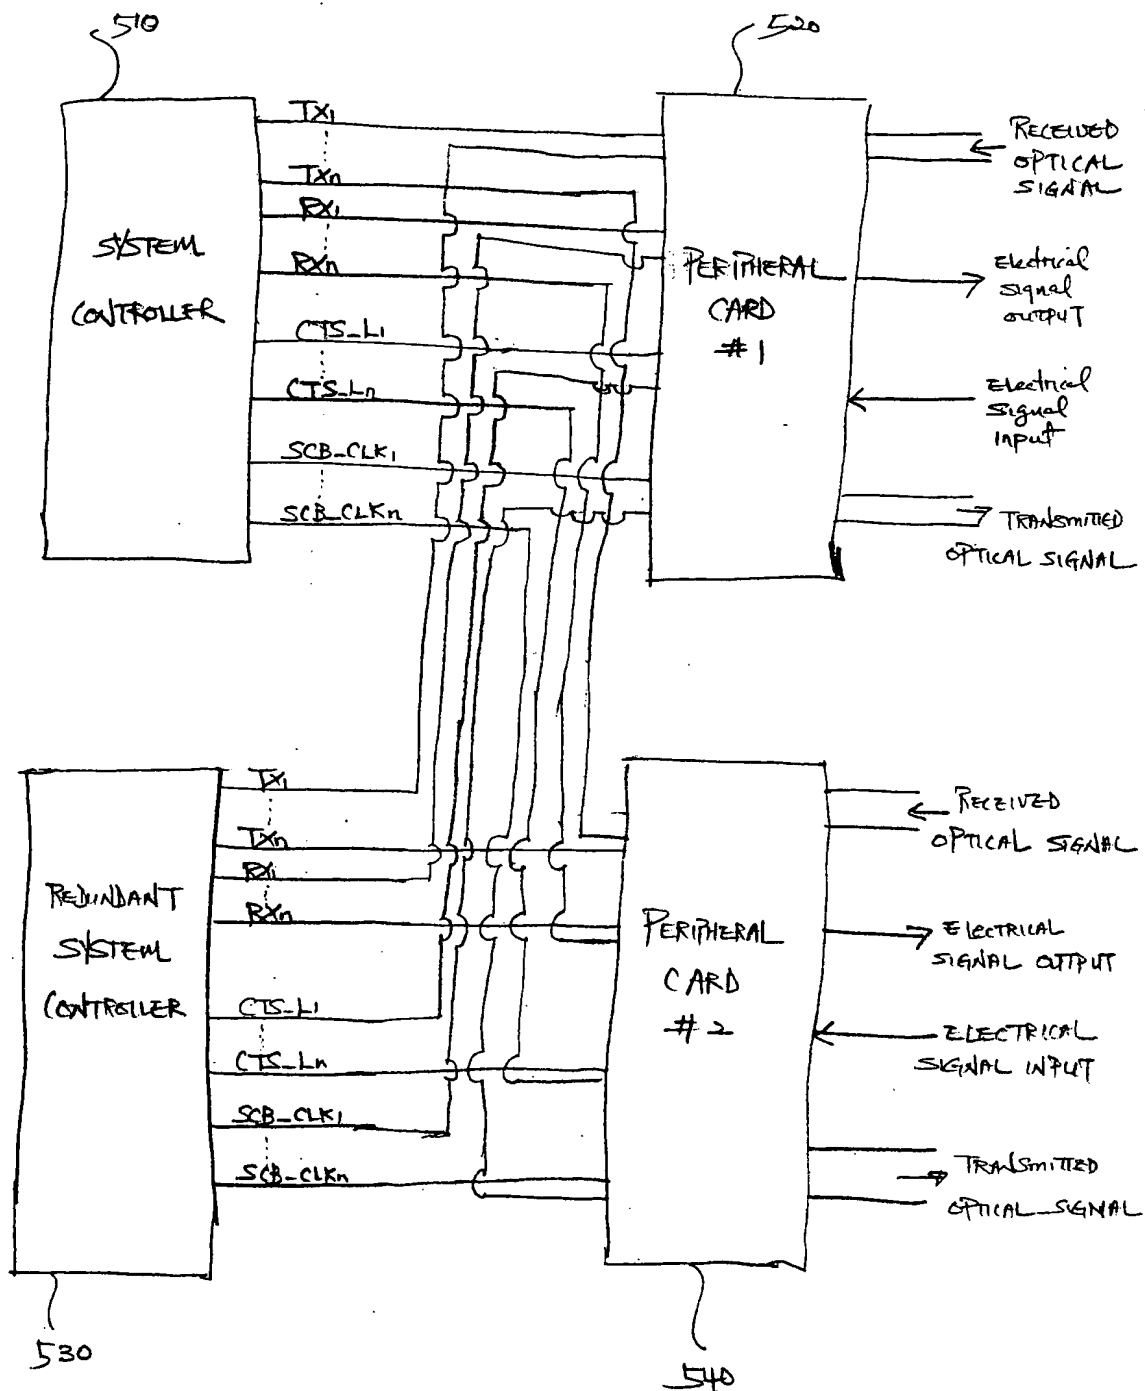 510
520
SYSTEM
CONTROLLER
TX1
TXn
RX1
RXn
CTS_L1
CTS_Ln
SCB_CLK1
SCB_CLKn
PERIPHERAL
CARD
#1
RECEIVED
OPTICAL
SIGNAL
Electrical
signal
OUTPUT
Electrical
Signal
Input
TRANSMITTED
OPTICAL SIGNAL
REDUNDANT
SYSTEM
CONTROLLER
TX1
TXn
RX1
RXn
CTS_L1
CTS_Ln
SCB_CLK1
SCB_CLKn
PERIPHERAL
CARD
#2
RECEIVED
OPTICAL SIGNAL
ELECTRICAL
SIGNAL OUTPUT
ELECTRICAL
SIGNAL INPUT
TRANSMITTED
OPTICAL_SIGNAL
530
540